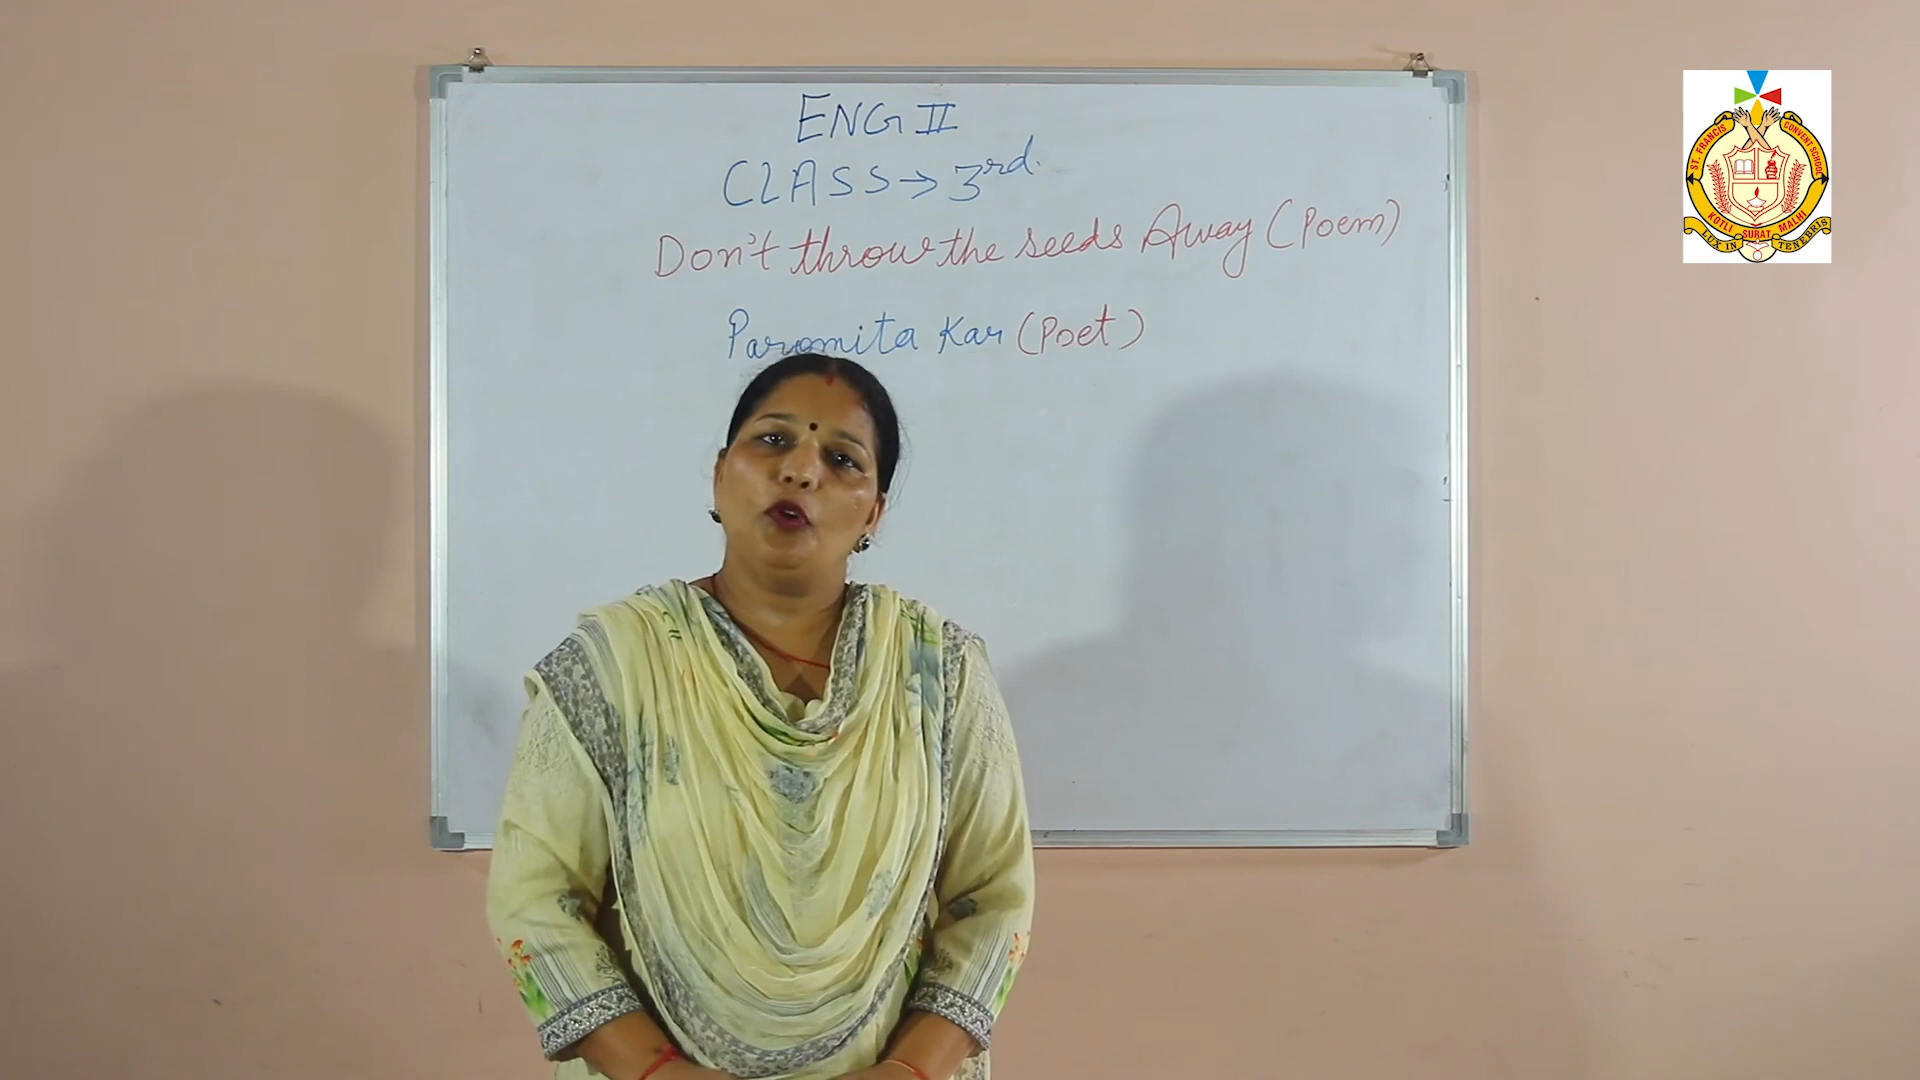 ENG II
CLASS → 3rd.
Don't throw the seeds Away (Poem)
Paromita Kar (Poet)
ST. FRANCIS CONVENT SCHOOL
KOTLI SURAT MALHI
LUX IN TENEBRIS